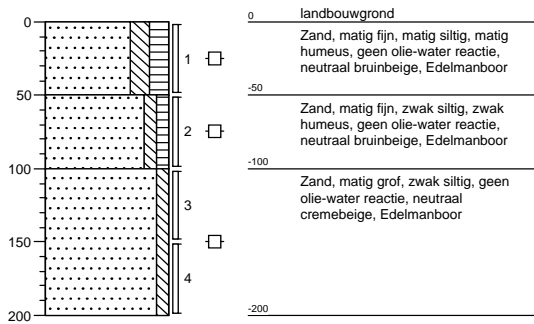 0
50
100
150
200
1
2
3
4
0
landbouwgrond
Zand, matig fijn, matig siltig, matig
humeus, geen olie-water reactie,
neutraal bruinbeige, Edelmanboor
-50
Zand, matig fijn, zwak siltig, zwak
humeus, geen olie-water reactie,
neutraal bruinbeige, Edelmanboor
-100
Zand, matig grof, zwak siltig, geen
olie-water reactie, neutraal
cremebeige, Edelmanboor
-200